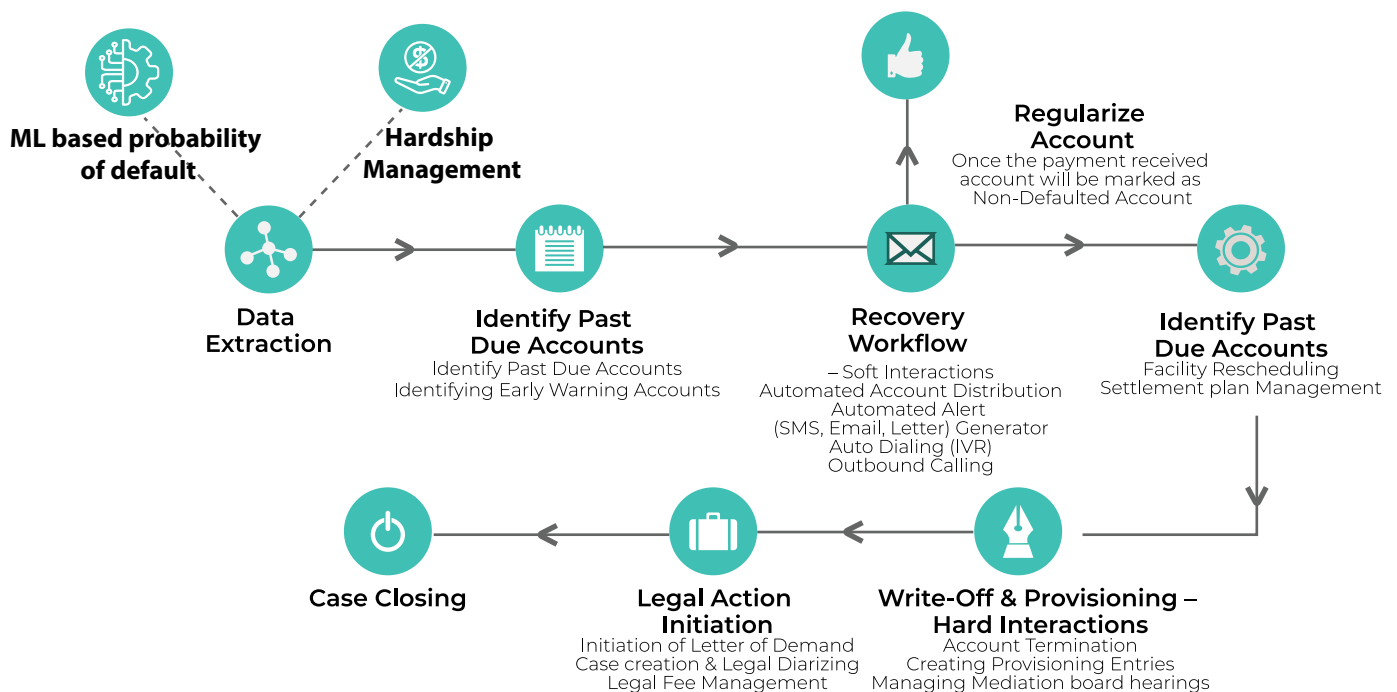 ML based probability
of default
Hardship
Management
Regularize
Account
Once the payment received
account will be marked as
Non-Defaulted Account
Data
Extraction
Identify Past
Due Accounts
Identify Past Due Accounts
Identifying Early Warning Accounts
Recovery
Workflow
– Soft Interactions
Automated Account Distribution
Automated Alert
(SMS, Email, Letter) Generator
Auto Dialing (IVR)
Outbound Calling
Identify Past
Due Accounts
Facility Rescheduling
Settlement plan Management
Case Closing
Legal Action
Initiation
Initiation of Letter of Demand
Case creation & Legal Diarizing
Legal Fee Management
Write-Off & Provisioning –
Hard Interactions
Account Termination
Creating Provisioning Entries
Managing Mediation board hearings